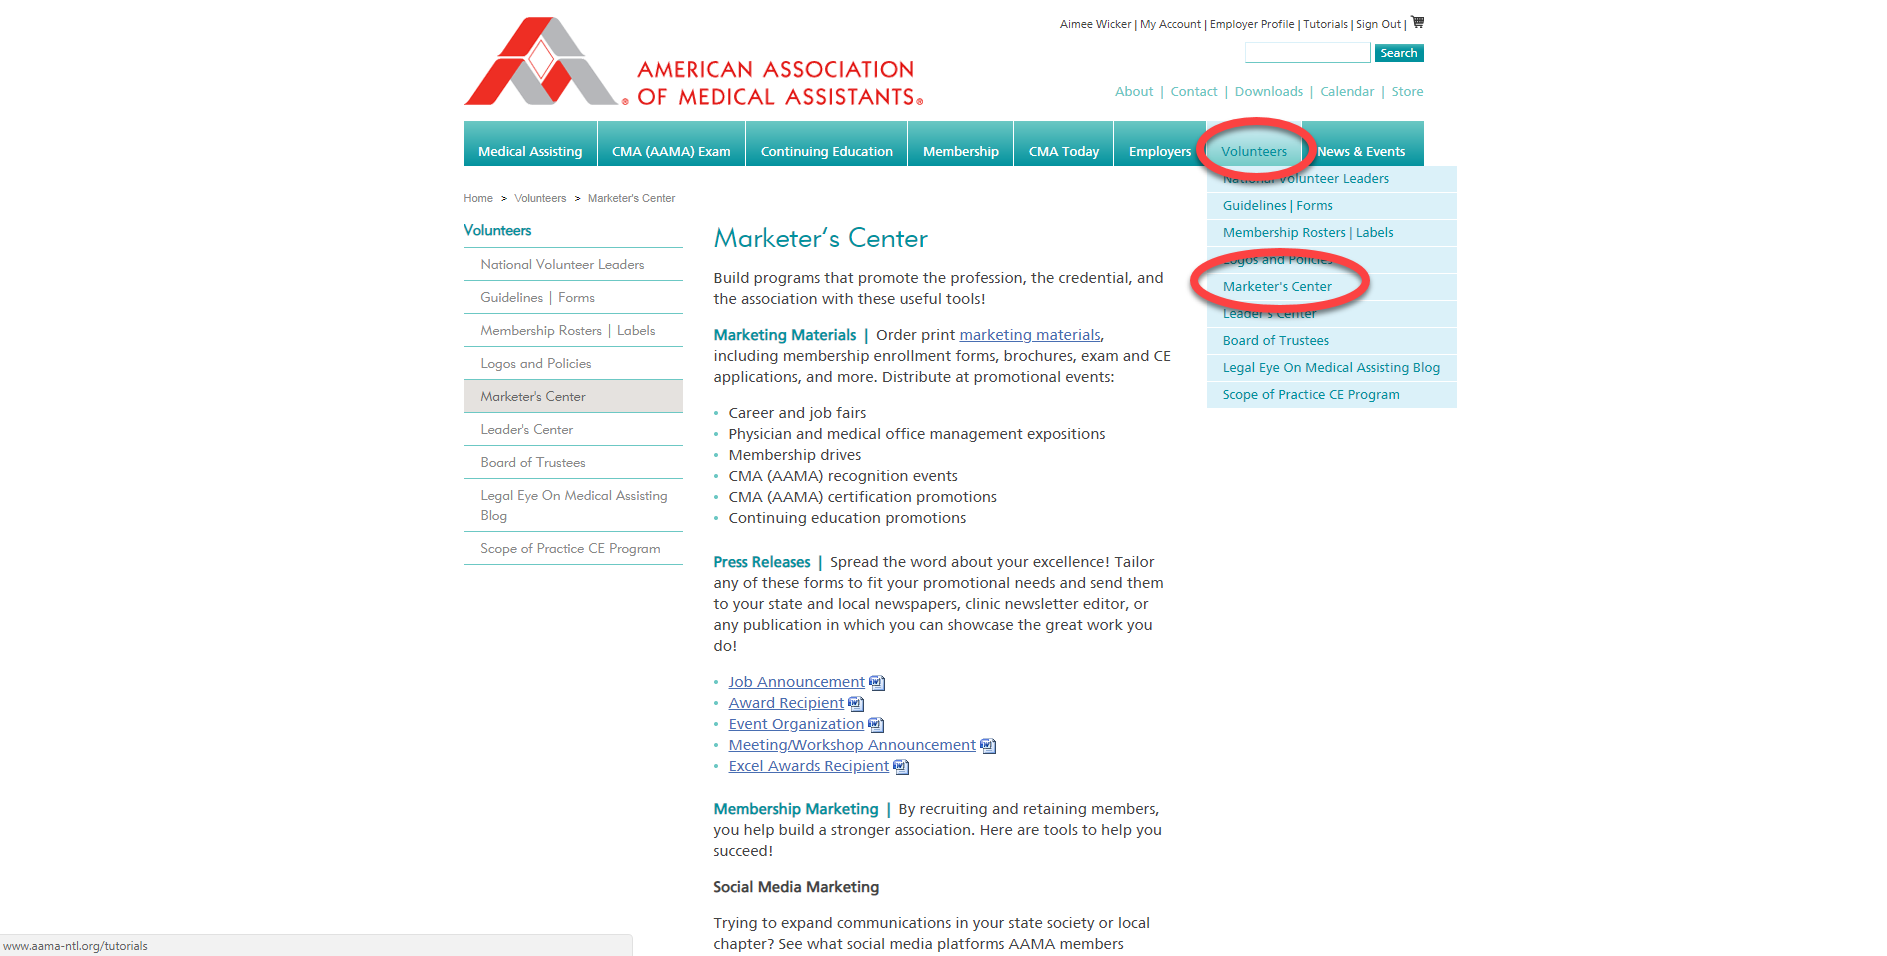 Aimee Wicker | My Account | Employer Profile | Tutorials | Sign Out |
Search
AMERICAN ASSOCIATION
OF MEDICAL ASSISTANTS®
®
About | Contact | Downloads | Calendar | Store
Medical Assisting CMA (AAMA) Exam Continuing Education Membership CMA Today Employers Volunteers News & Events
National Volunteer Leaders
Guidelines | Forms
Membership Rosters | Labels
Logos and Policies
Marketer's Center
Leader's Center
Board of Trustees
Legal Eye On Medical Assisting Blog
Scope of Practice CE Program
Home > Volunteers > Marketer's Center
Volunteers
National Volunteer Leaders
Guidelines | Forms
Membership Rosters | Labels
Logos and Policies
Marketer's Center
Leader's Center
Board of Trustees
Legal Eye On Medical Assisting
Blog
Scope of Practice CE Program
Marketer's Center
Build programs that promote the profession, the credential, and
the association with these useful tools!
Marketing Materials | Order print marketing materials,
including membership enrollment forms, brochures, exam and CE
applications, and more. Distribute at promotional events:
• Career and job fairs
• Physician and medical office management expositions
• Membership drives
• CMA (AAMA) recognition events
• CMA (AAMA) certification promotions
• Continuing education promotions
Press Releases | Spread the word about your excellence! Tailor
any of these forms to fit your promotional needs and send them
to your state and local newspapers, clinic newsletter editor, or
any publication in which you can showcase the great work you
do!
• Job Announcement
• Award Recipient
• Event Organization
• Meeting/Workshop Announcement
• Excel Awards Recipient
Membership Marketing | By recruiting and retaining members,
you help build a stronger association. Here are tools to help you
succeed!
Social Media Marketing
Trying to expand communications in your state society or local
chapter? See what social media platforms AAMA members
www.aama-ntl.org/tutorials